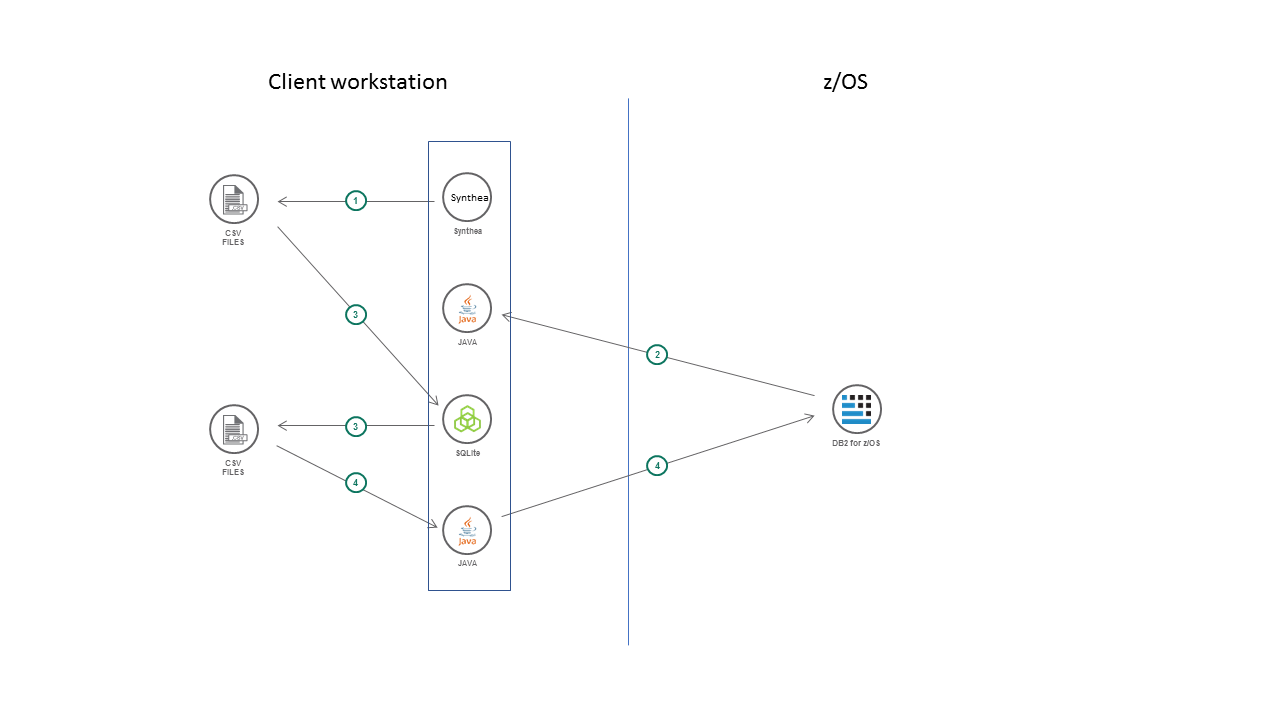 Client workstation
z/OS
Synthea
1
.CSV
CSV
FILES
Synthea
Java
3
JAVA
2
3
.CSV
CSV
FILES
SQLite
DB2 for z/OS
4
4
Java
JAVA